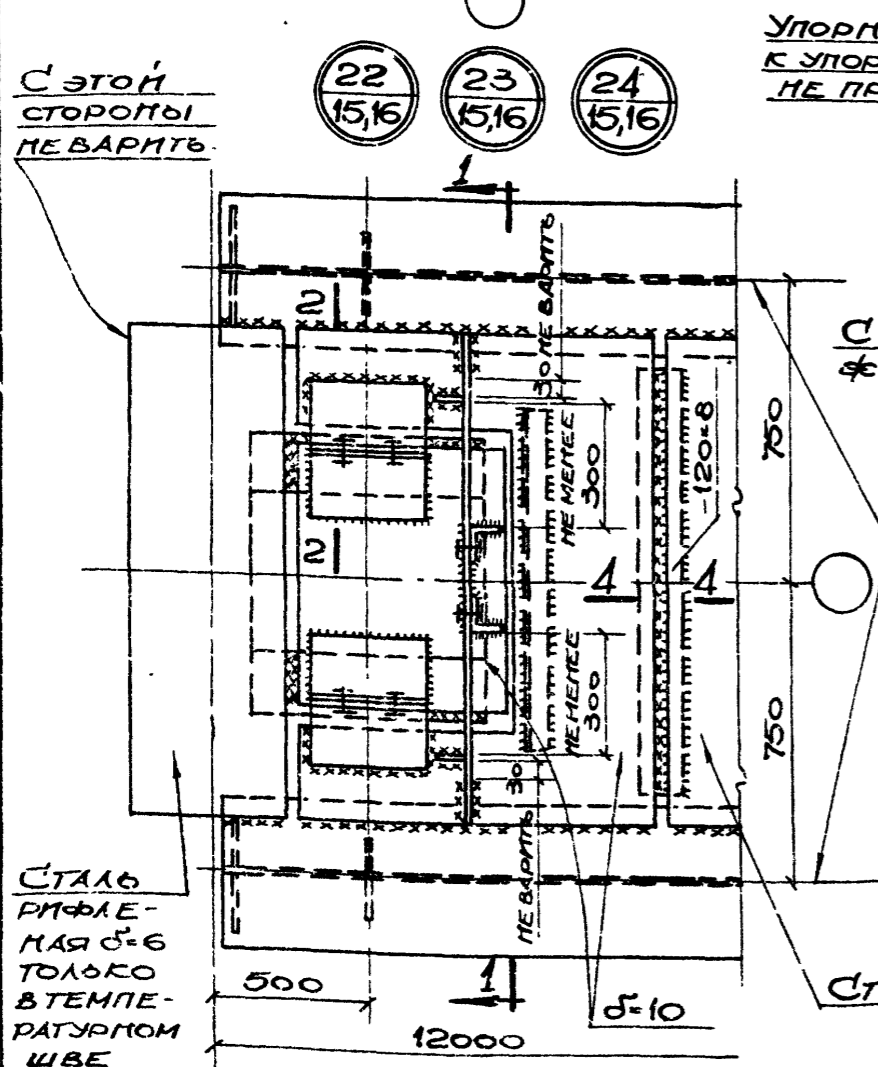 УПОРН
К УПОР
НЕ ПР
С ЭТОЙ
СТОРОНЫ
НЕ ВАРИТЬ
22
15,16
23
15,16
24
15,16
1
НЕ ВАРИТЬ
30
2
2
С
750
-120×8
НЕ МЕНЕЕ
300
4
4
НЕ МЕНЕЕ
300
750
30
НЕ ВАРИТЬ
СТАЛЬ
РИФЛЕ-
НАЯ δ=6
ТОЛЬКО
В ТЕМПЕ-
РАТУРНОМ
ШВЕ
500
1
δ=10
СТ
12000